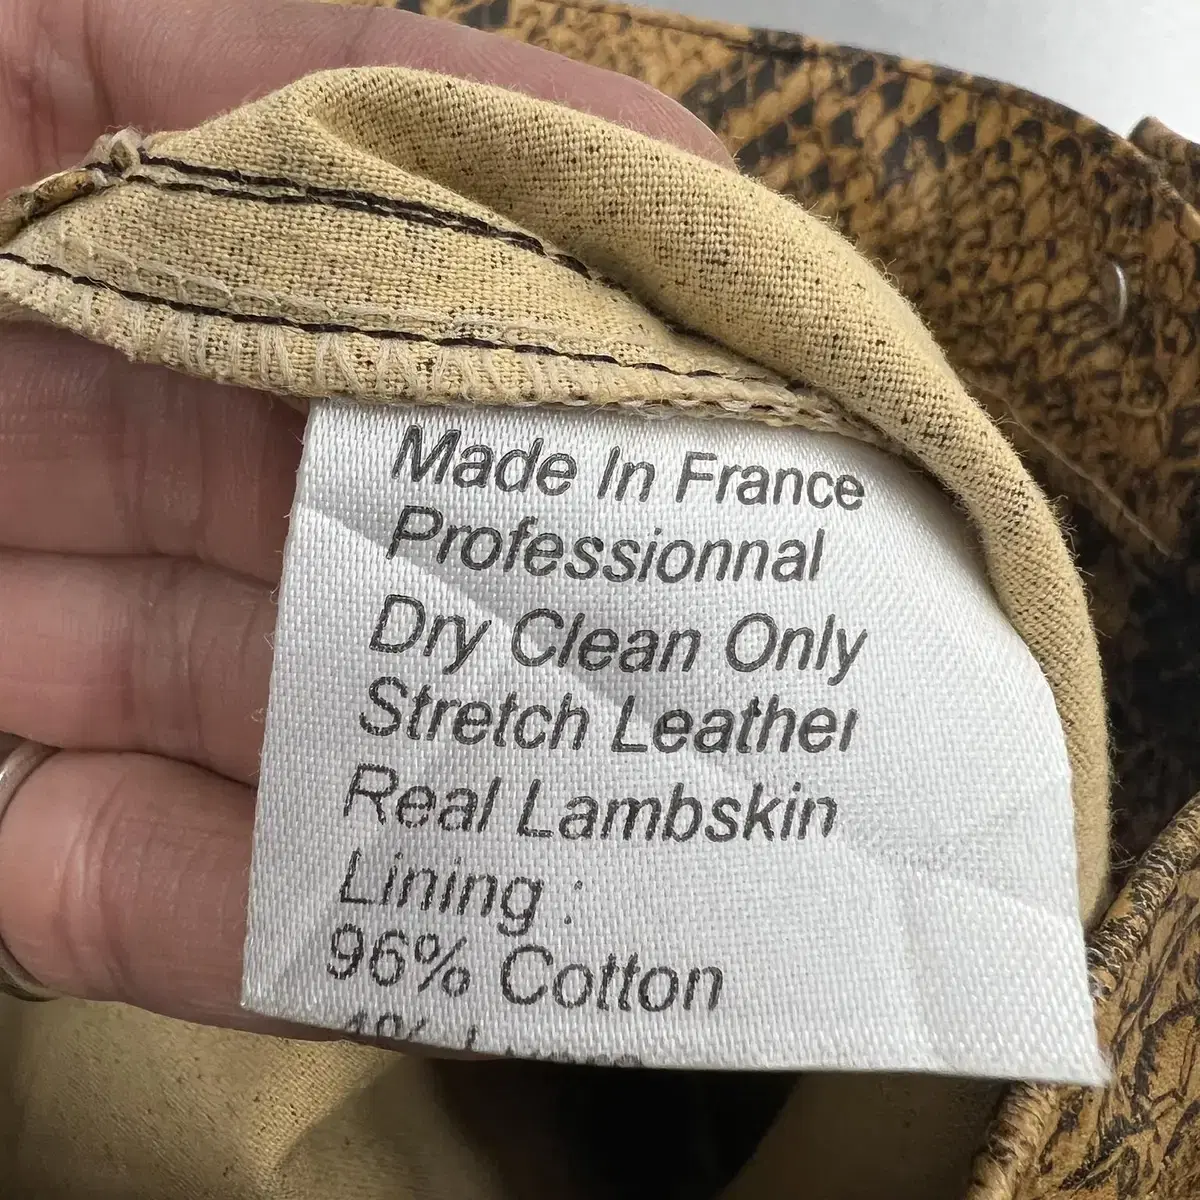 Made In France
Professionnal
Dry Clean Only
Stretch Leather
Real Lambskin
Lining :
96% Cotton